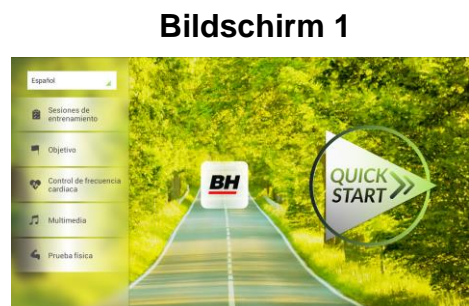 Bildschirm 1
Español
Sesiones de
entrenamiento
Objetivo
Control de frecuencia
cardiaca
Multimedia
Prueba física
BH
QUICK
START